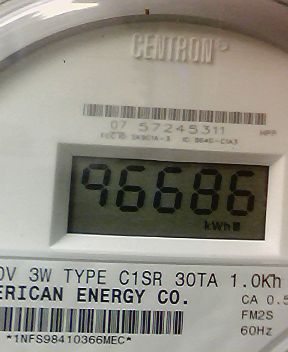 CENTRON®
07 57245311
HPP
96686
kWh
0V 3W TYPE C1SR 30TA 1.0Kh
ERICAN ENERGY CO.
CA 0.5
FM2S
60Hz
*1NFS98410366MEC*